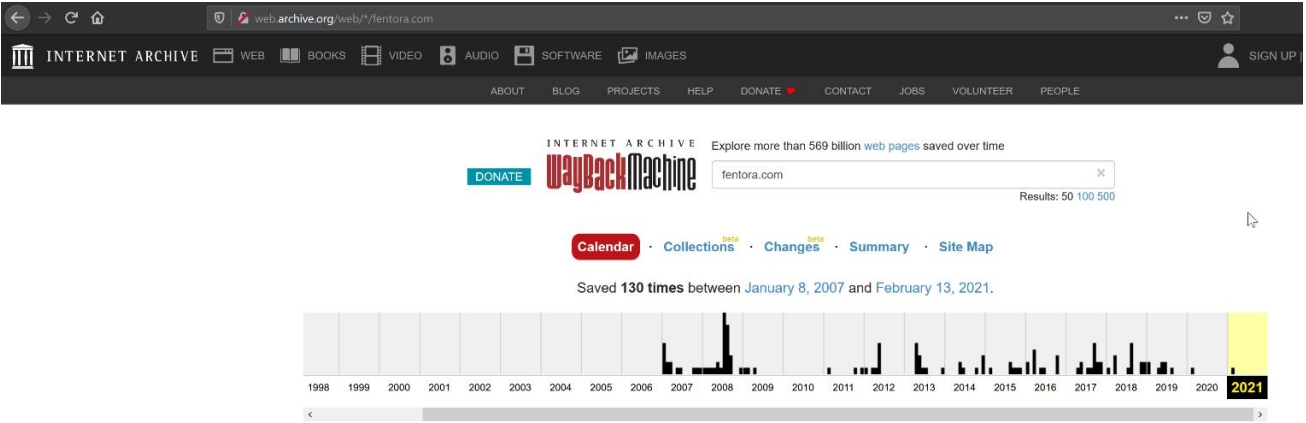 web.archive.org/web/*/fentora.com
INTERNET ARCHIVE WEB BOOKS VIDEO AUDIO SOFTWARE IMAGES SIGN UP |
ABOUT BLOG PROJECTS HELP DONATE CONTACT JOBS VOLUNTEER PEOPLE
INTERNET ARCHIVE
WayBackMachine
DONATE
Explore more than 569 billion web pages saved over time
fentora.com
Results: 50 100 500
Calendar · Collections beta · Changes beta · Summary · Site Map
Saved 130 times between January 8, 2007 and February 13, 2021.
1998 1999 2000 2001 2002 2003 2004 2005 2006 2007 2008 2009 2010 2011 2012 2013 2014 2015 2016 2017 2018 2019 2020 2021